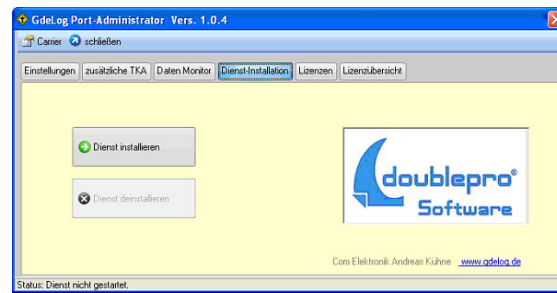 GdeLog Port-Administrator Vers. 1.0.4
Carrier schließen
Einstellungen zusätzliche TKA Daten Monitor Dienst-Installation Lizenzen Lizenzübersicht
Dienst installieren
Dienst deinstallieren
doublepro®
Software
Com Elektronik Andreas Kühne www.gdelog.de
Status: Dienst nicht gestartet.